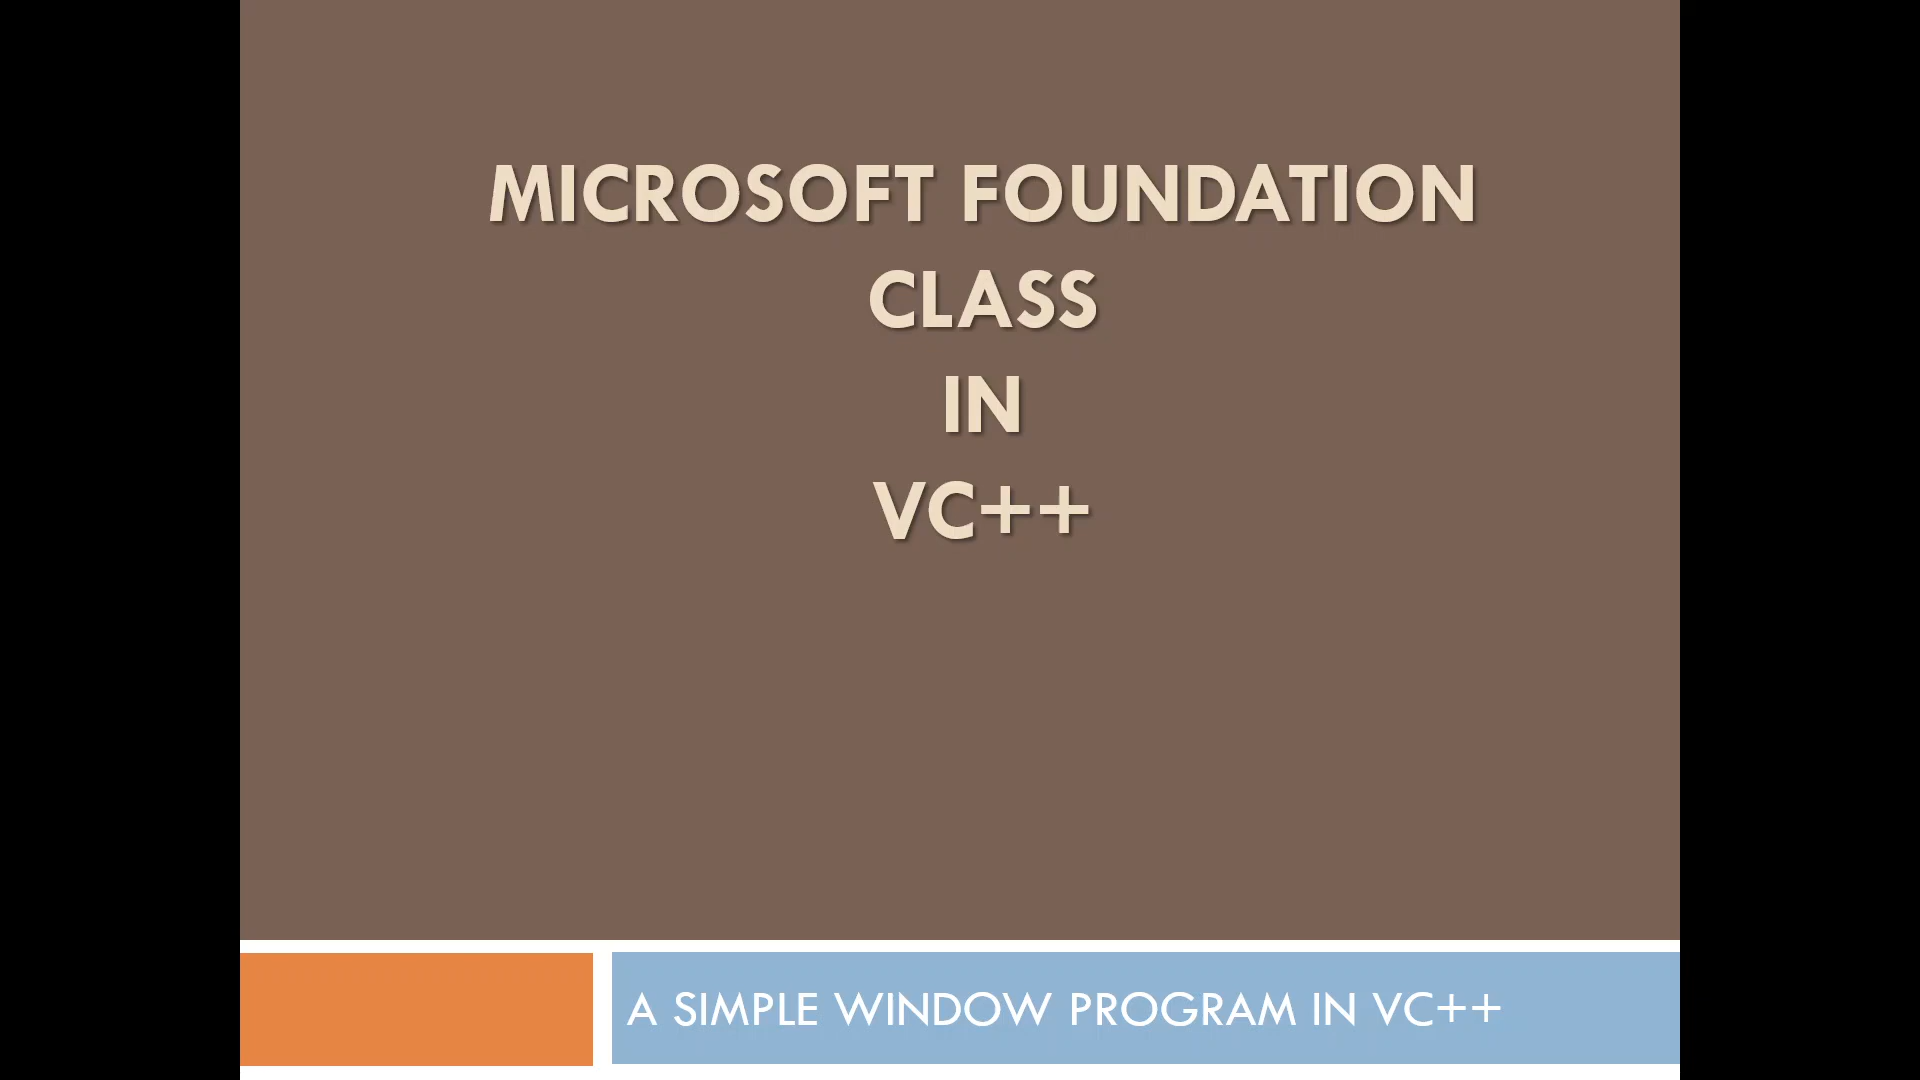 MICROSOFT FOUNDATION
CLASS
IN
VC++
A SIMPLE WINDOW PROGRAM IN VC++